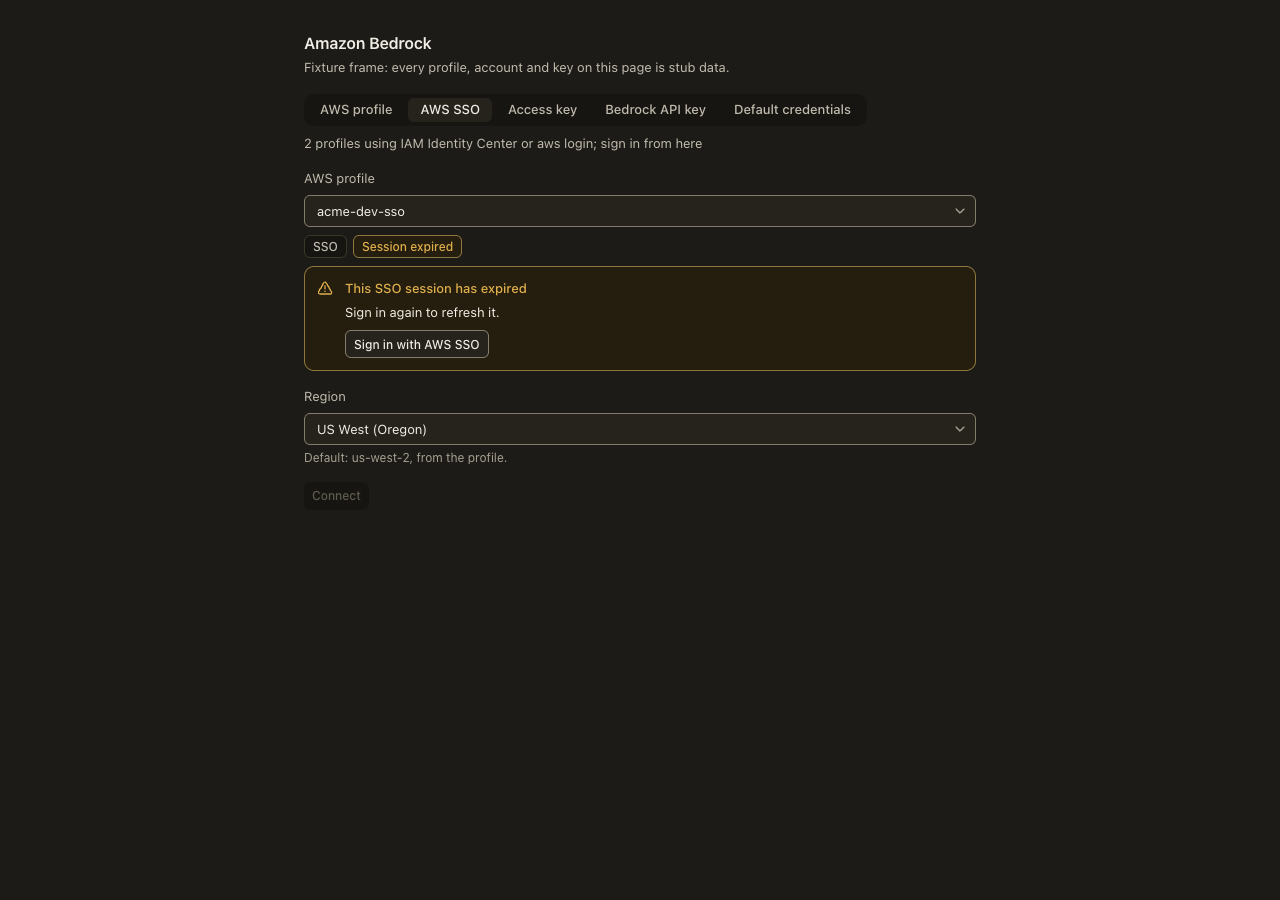 Amazon Bedrock
Fixture frame: every profile, account and key on this page is stub data.
AWS profile AWS SSO Access key Bedrock API key Default credentials
2 profiles using IAM Identity Center or aws login; sign in from here
AWS profile
acme-dev-sso
SSO Session expired
This SSO session has expired
Sign in again to refresh it.
Sign in with AWS SSO
Region
US West (Oregon)
Default: us-west-2, from the profile.
Connect